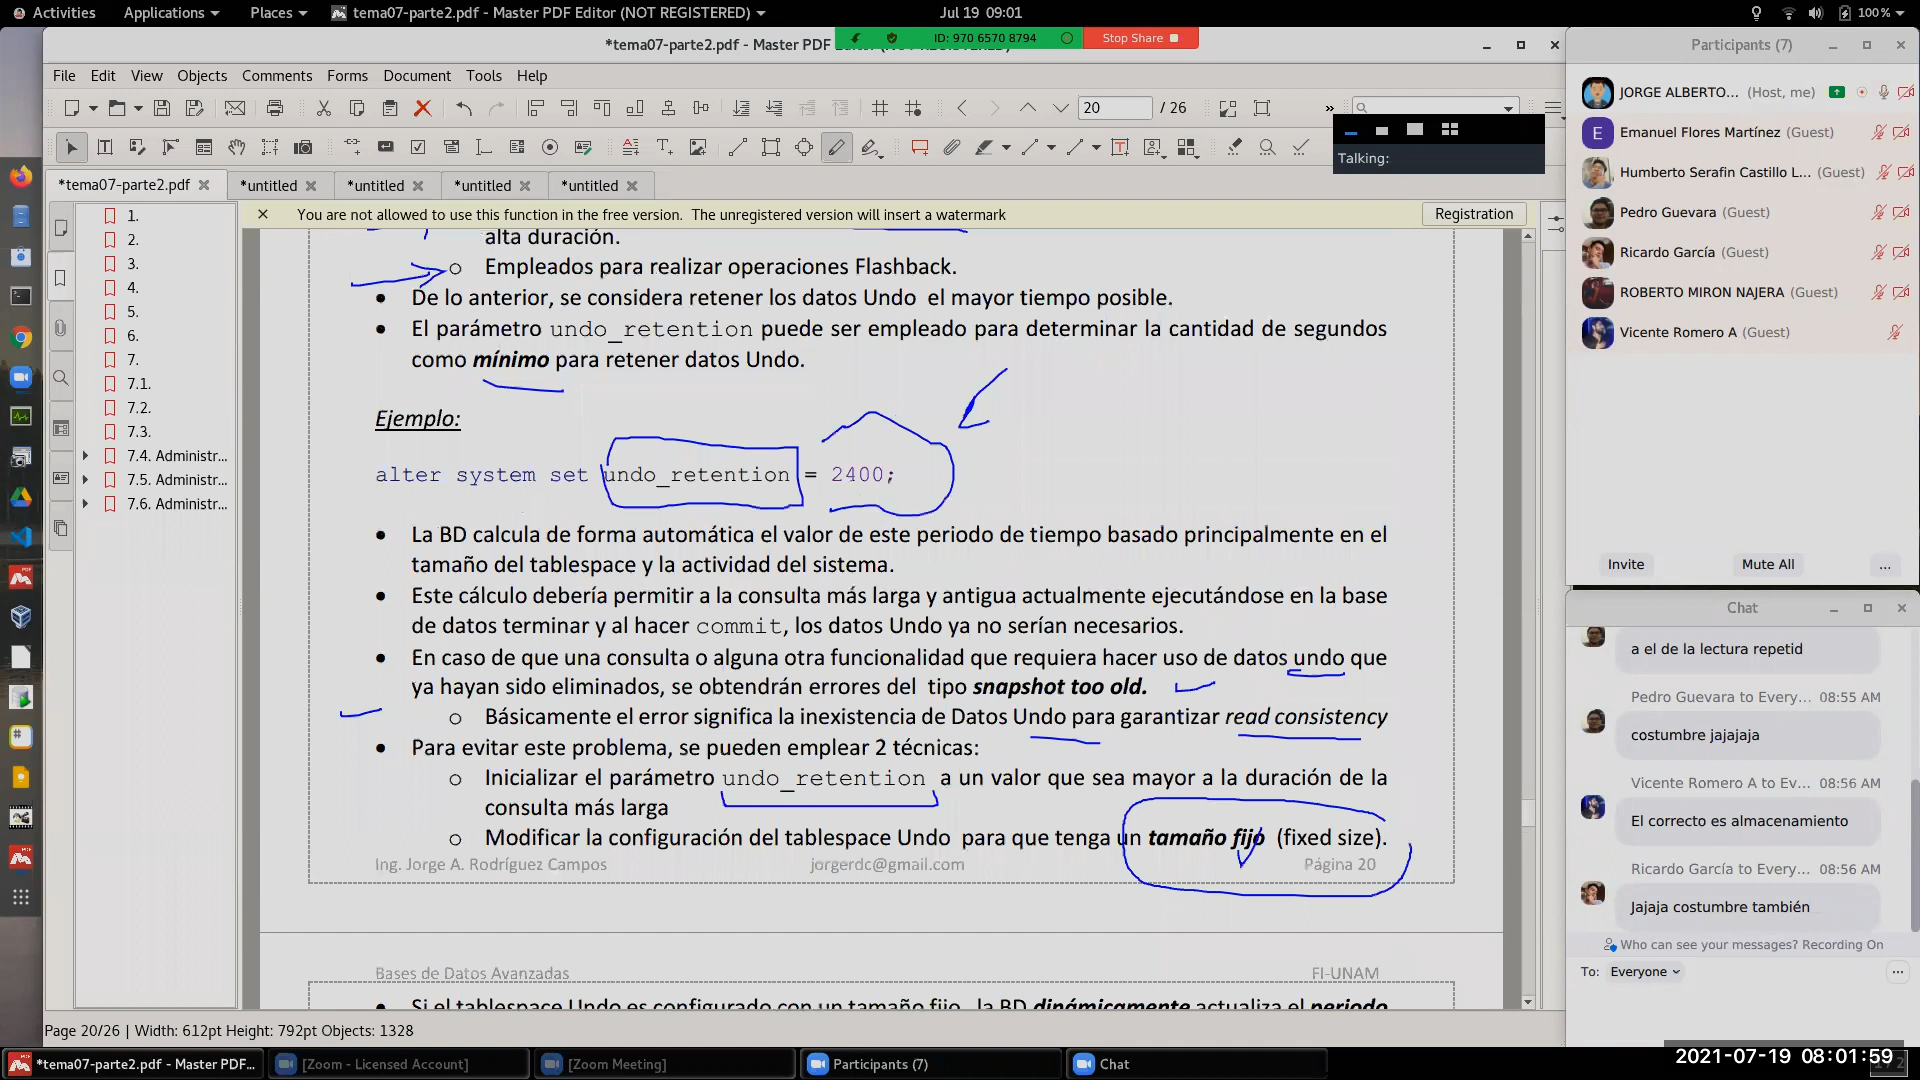 Activities Applications Places tema07-parte2.pdf - Master PDF Editor (NOT REGISTERED) Jul 19 09:01 100%
*tema07-parte2.pdf - Master PDF
ID: 970 6570 8794 Stop Share
File Edit View Objects Comments Forms Document Tools Help
20 / 26
Talking:
*tema07-parte2.pdf *untitled *untitled *untitled *untitled
You are not allowed to use this function in the free version. The unregistered version will insert a watermark Registration
1.
2.
3.
4.
5.
6.
7.
7.1.
7.2.
7.3.
7.4. Administr...
7.5. Administr...
7.6. Administr...
alta duración.
o Empleados para realizar operaciones Flashback.
• De lo anterior, se considera retener los datos Undo el mayor tiempo posible.
• El parámetro undo_retention puede ser empleado para determinar la cantidad de segundos
como mínimo para retener datos Undo.
Ejemplo:
alter system set undo_retention = 2400;
• La BD calcula de forma automática el valor de este periodo de tiempo basado principalmente en el
tamaño del tablespace y la actividad del sistema.
• Este cálculo debería permitir a la consulta más larga y antigua actualmente ejecutándose en la base
de datos terminar y al hacer commit, los datos Undo ya no serían necesarios.
• En caso de que una consulta o alguna otra funcionalidad que requiera hacer uso de datos undo que
ya hayan sido eliminados, se obtendrán errores del tipo snapshot too old.
o Básicamente el error significa la inexistencia de Datos Undo para garantizar read consistency
• Para evitar este problema, se pueden emplear 2 técnicas:
o Inicializar el parámetro undo_retention a un valor que sea mayor a la duración de la
consulta más larga
o Modificar la configuración del tablespace Undo para que tenga un tamaño fijo (fixed size).
Ing. Jorge A. Rodríguez Campos jorgerdc@gmail.com Página 20
Bases de Datos Avanzadas FI-UNAM
• Si el tablespace Undo es configurado con un tamaño fijo, la BD dinámicamente actualiza el periodo
Page 20/26 | Width: 612pt Height: 792pt Objects: 1328
Participants (7)
JORGE ALBERTO... (Host, me)
E Emanuel Flores Martínez (Guest)
Humberto Serafin Castillo L... (Guest)
Pedro Guevara (Guest)
Ricardo García (Guest)
ROBERTO MIRON NAJERA (Guest)
Vicente Romero A (Guest)
Invite Mute All ...
Chat
a el de la lectura repetid
Pedro Guevara to Every... 08:55 AM
costumbre jajajaja
Vicente Romero A to Ev... 08:56 AM
El correcto es almacenamiento
Ricardo García to Every... 08:56 AM
Jajaja costumbre también
Who can see your messages? Recording On
To: Everyone
*tema07-parte2.pdf - Master PDF... [Zoom - Licensed Account] [Zoom Meeting] Participants (7) Chat
2021-07-19 08:01:59